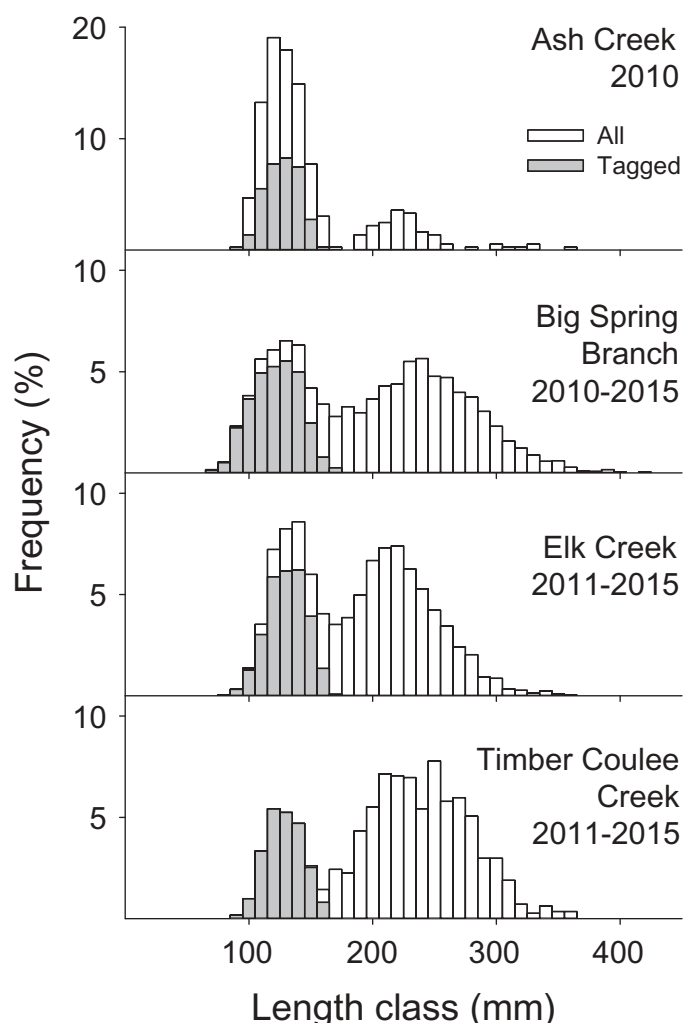 20
10
Ash Creek
2010
All
Tagged
10
5
Big Spring
Branch
2010-2015
10
5
Elk Creek
2011-2015
10
5
Timber Coulee
Creek
2011-2015
Frequency (%)
100 200 300 400
Length class (mm)